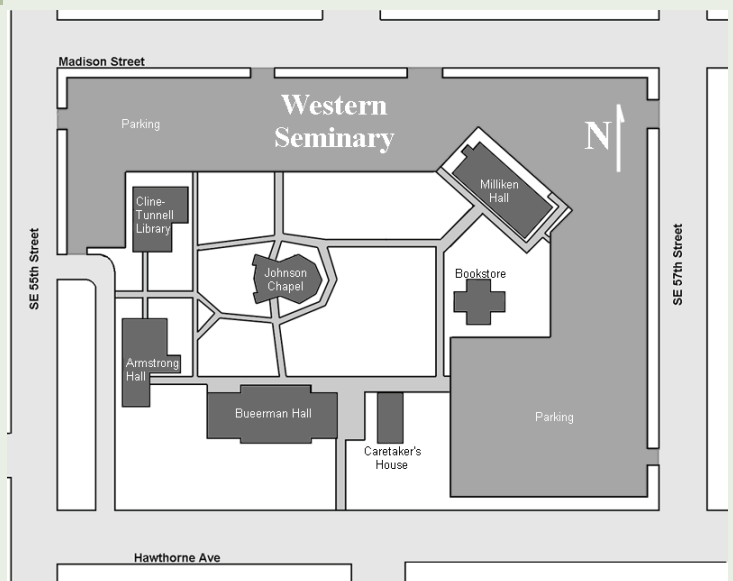 Madison Street
Western
Seminary
Parking
N
Milliken
Hall
Cline-
Tunnell
Library
SE 55th Street
SE 57th Street
Johnson
Chapel
Bookstore
Armstrong
Hall
Bueerman Hall
Parking
Caretaker's
House
Hawthorne Ave